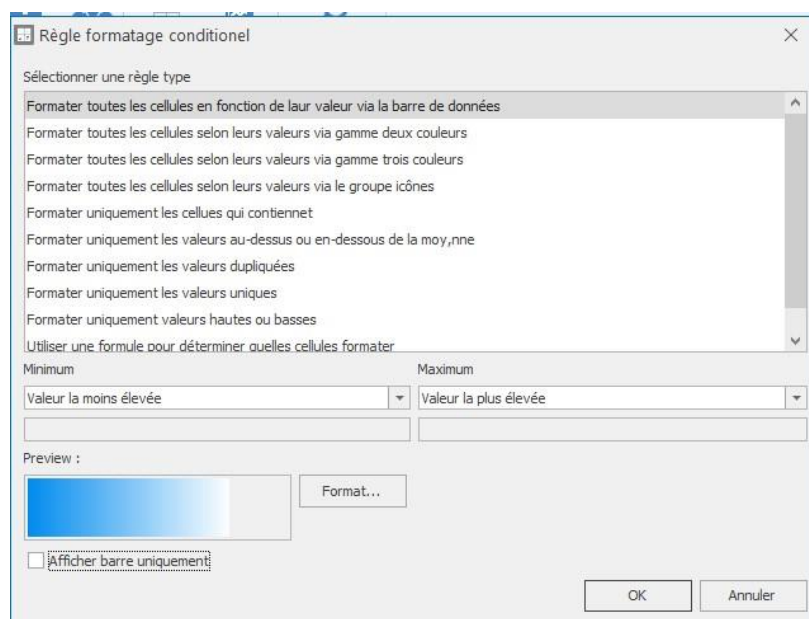 Règle formatage conditionel
Sélectionner une règle type
Formater toutes les cellules en fonction de laur valeur via la barre de données
Formater toutes les cellules selon leurs valeurs via gamme deux couleurs
Formater toutes les cellules selon leurs valeurs via gamme trois couleurs
Formater toutes les cellules selon leurs valeurs via le groupe icônes
Formater uniquement les cellues qui contiennet
Formater uniquement les valeurs au-dessus ou en-dessous de la moy,nne
Formater uniquement les valeurs dupliquées
Formater uniquement les valeurs uniques
Formater uniquement valeurs hautes ou basses
Utiliser une formule pour déterminer quelles cellules formater
Minimum Maximum
Valeur la moins élevée Valeur la plus élevée
Preview :
Format...
Afficher barre uniquement
OK Annuler